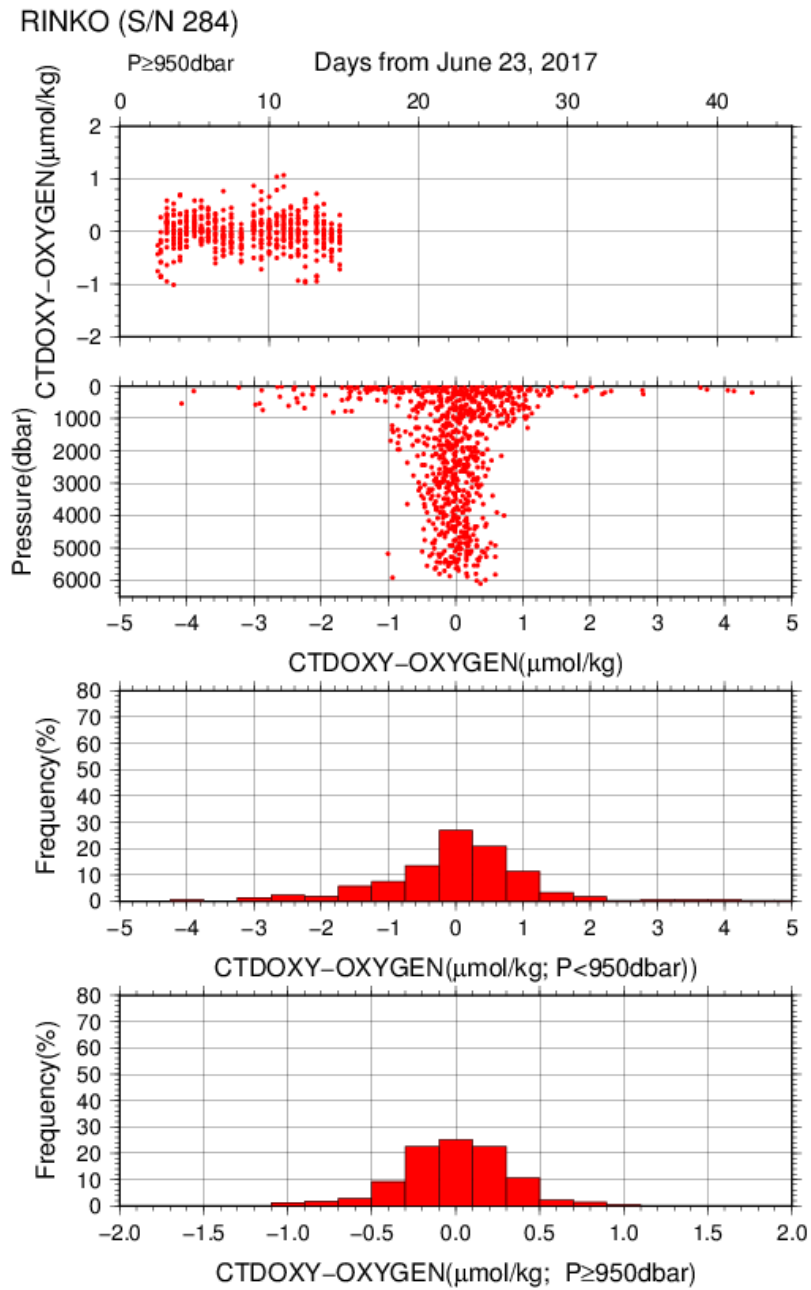 RINKO (S/N 284)
P≥950dbar Days from June 23, 2017
0 10 20 30 40
CTDOXY−OXYGEN(μmol/kg)
2
1
0
−1
−2
Pressure(dbar)
0
1000
2000
3000
4000
5000
6000
−5 −4 −3 −2 −1 0 1 2 3 4 5
CTDOXY−OXYGEN(μmol/kg)
Frequency(%)
80
70
60
50
40
30
20
10
0
−5 −4 −3 −2 −1 0 1 2 3 4 5
CTDOXY−OXYGEN(μmol/kg; P<950dbar))
Frequency(%)
80
70
60
50
40
30
20
10
0
−2.0 −1.5 −1.0 −0.5 0.0 0.5 1.0 1.5 2.0
CTDOXY−OXYGEN(μmol/kg; P≥950dbar)